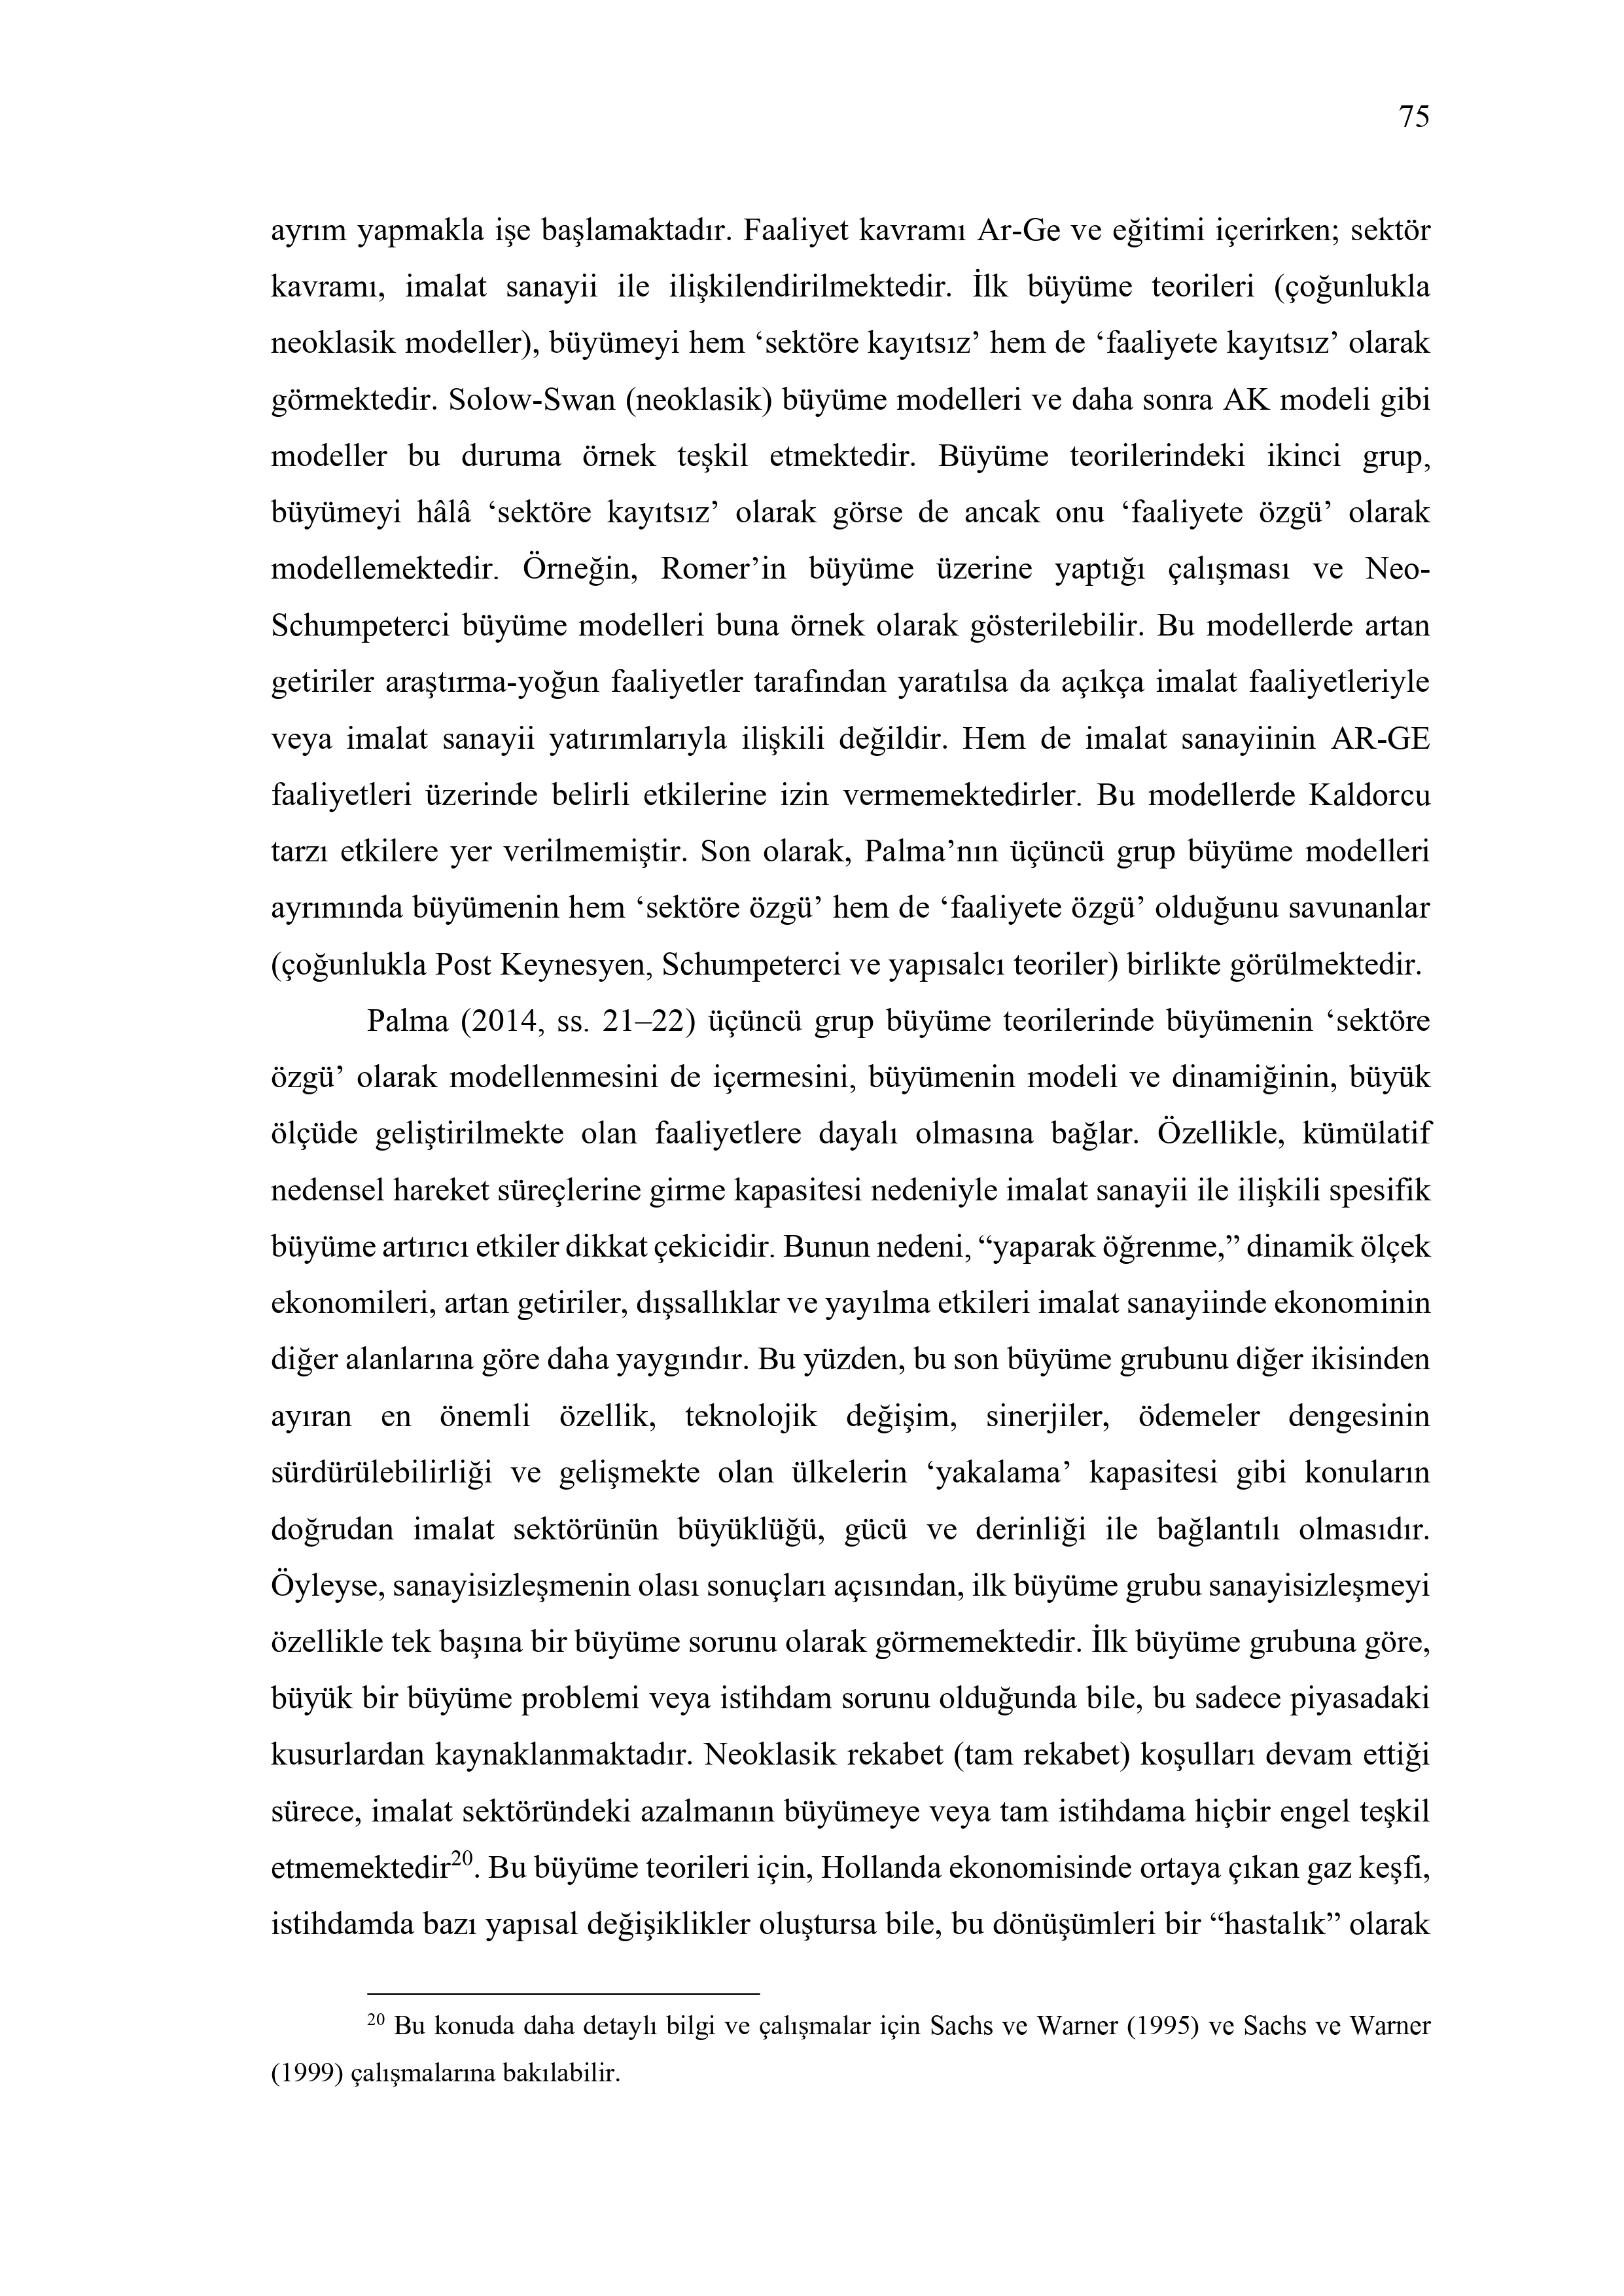 75
ayrım yapmakla işe başlamaktadır. Faaliyet kavramı Ar-Ge ve eğitimi içerirken; sektör
kavramı, imalat sanayii ile ilişkilendirilmektedir. İlk büyüme teorileri (çoğunlukla
neoklasik modeller), büyümeyi hem ‘sektöre kayıtsız’ hem de ‘faaliyete kayıtsız’ olarak
görmektedir. Solow-Swan (neoklasik) büyüme modelleri ve daha sonra AK modeli gibi
modeller bu duruma örnek teşkil etmektedir. Büyüme teorilerindeki ikinci grup,
büyümeyi hâlâ ‘sektöre kayıtsız’ olarak görse de ancak onu ‘faaliyete özgü’ olarak
modellemektedir. Örneğin, Romer’in büyüme üzerine yaptığı çalışması ve Neo-
Schumpeterci büyüme modelleri buna örnek olarak gösterilebilir. Bu modellerde artan
getiriler araştırma-yoğun faaliyetler tarafından yaratılsa da açıkça imalat faaliyetleriyle
veya imalat sanayii yatırımlarıyla ilişkili değildir. Hem de imalat sanayiinin AR-GE
faaliyetleri üzerinde belirli etkilerine izin vermemektedirler. Bu modellerde Kaldorcu
tarzı etkilere yer verilmemiştir. Son olarak, Palma’nın üçüncü grup büyüme modelleri
ayrımında büyümenin hem ‘sektöre özgü’ hem de ‘faaliyete özgü’ olduğunu savunanlar
(çoğunlukla Post Keynesyen, Schumpeterci ve yapısalcı teoriler) birlikte görülmektedir.
Palma (2014, ss. 21–22) üçüncü grup büyüme teorilerinde büyümenin ‘sektöre
özgü’ olarak modellenmesini de içermesini, büyümenin modeli ve dinamiğinin, büyük
ölçüde geliştirilmekte olan faaliyetlere dayalı olmasına bağlar. Özellikle, kümülatif
nedensel hareket süreçlerine girme kapasitesi nedeniyle imalat sanayii ile ilişkili spesifik
büyüme artırıcı etkiler dikkat çekicidir. Bunun nedeni, “yaparak öğrenme,” dinamik ölçek
ekonomileri, artan getiriler, dışsallıklar ve yayılma etkileri imalat sanayiinde ekonominin
diğer alanlarına göre daha yaygındır. Bu yüzden, bu son büyüme grubunu diğer ikisinden
ayıran en önemli özellik, teknolojik değişim, sinerjiler, ödemeler dengesinin
sürdürülebilirliği ve gelişmekte olan ülkelerin ‘yakalama’ kapasitesi gibi konuların
doğrudan imalat sektörünün büyüklüğü, gücü ve derinliği ile bağlantılı olmasıdır.
Öyleyse, sanayisizleşmenin olası sonuçları açısından, ilk büyüme grubu sanayisizleşmeyi
özellikle tek başına bir büyüme sorunu olarak görmemektedir. İlk büyüme grubuna göre,
büyük bir büyüme problemi veya istihdam sorunu olduğunda bile, bu sadece piyasadaki
kusurlardan kaynaklanmaktadır. Neoklasik rekabet (tam rekabet) koşulları devam ettiği
sürece, imalat sektöründeki azalmanın büyümeye veya tam istihdama hiçbir engel teşkil
etmemektedir20. Bu büyüme teorileri için, Hollanda ekonomisinde ortaya çıkan gaz keşfi,
istihdamda bazı yapısal değişiklikler oluştursa bile, bu dönüşümleri bir “hastalık” olarak
20 Bu konuda daha detaylı bilgi ve çalışmalar için Sachs ve Warner (1995) ve Sachs ve Warner
(1999) çalışmalarına bakılabilir.